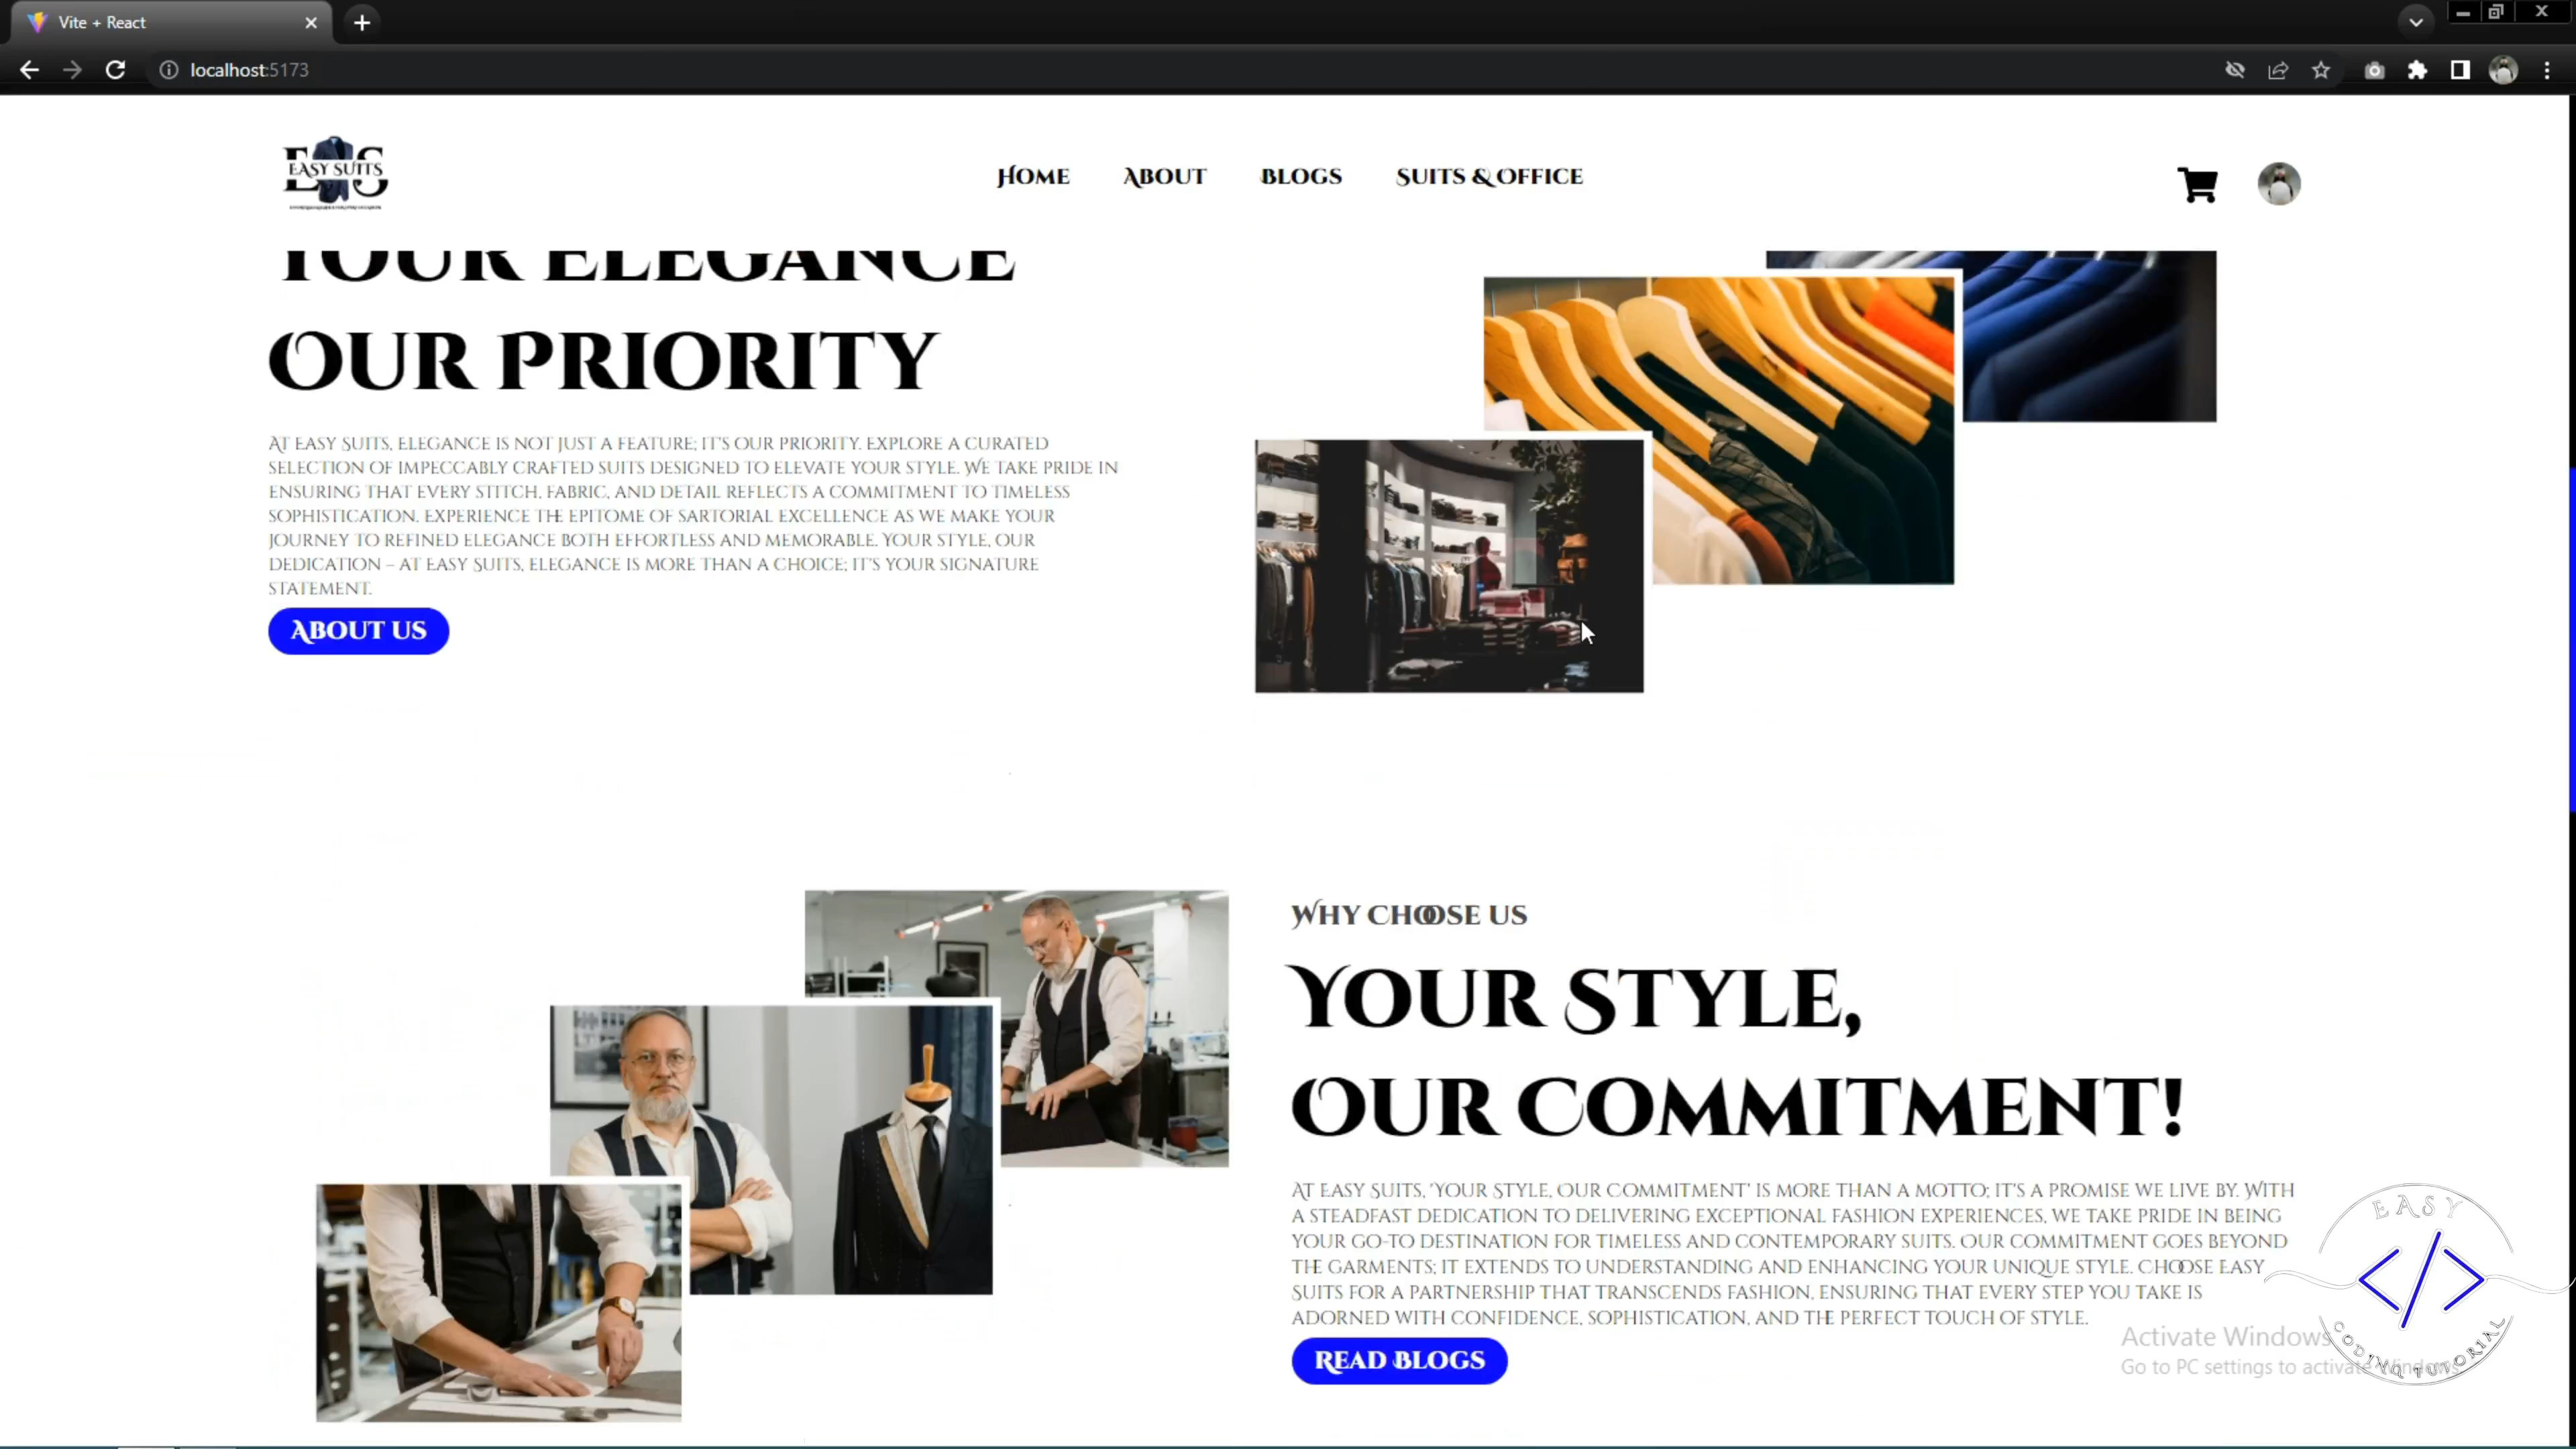 Vite + React
localhost:5173
EASY SUITS
HOME
ABOUT
BLOGS
SUITS & OFFICE
YOUR ELEGANCE
OUR PRIORITY
AT EASY SUITS, ELEGANCE IS NOT JUST A FEATURE; IT'S OUR PRIORITY. EXPLORE A CURATED
SELECTION OF IMPECCABLY CRAFTED SUITS DESIGNED TO ELEVATE YOUR STYLE. WE TAKE PRIDE IN
ENSURING THAT EVERY STITCH, FABRIC, AND DETAIL REFLECTS A COMMITMENT TO TIMELESS
SOPHISTICATION. EXPERIENCE THE EPITOME OF SARTORIAL EXCELLENCE AS WE MAKE YOUR
JOURNEY TO REFINED ELEGANCE BOTH EFFORTLESS AND MEMORABLE. YOUR STYLE, OUR
DEDICATION – AT EASY SUITS, ELEGANCE IS MORE THAN A CHOICE; IT'S YOUR SIGNATURE
STATEMENT.
ABOUT US
WHY CHOOSE US
YOUR STYLE,
OUR COMMITMENT!
AT EASY SUITS, 'YOUR STYLE, OUR COMMITMENT' IS MORE THAN A MOTTO; IT'S A PROMISE WE LIVE BY. WITH
A STEADFAST DEDICATION TO DELIVERING EXCEPTIONAL FASHION EXPERIENCES, WE TAKE PRIDE IN BEING
YOUR GO-TO DESTINATION FOR TIMELESS AND CONTEMPORARY SUITS. OUR COMMITMENT GOES BEYOND
THE GARMENTS; IT EXTENDS TO UNDERSTANDING AND ENHANCING YOUR UNIQUE STYLE. CHOOSE EASY
SUITS FOR A PARTNERSHIP THAT TRANSCENDS FASHION, ENSURING THAT EVERY STEP YOU TAKE IS
ADORNED WITH CONFIDENCE, SOPHISTICATION, AND THE PERFECT TOUCH OF STYLE.
READ BLOGS
EASY
</>
CODING TUTORIAL
Activate Windows
Go to PC settings to activate Windows.